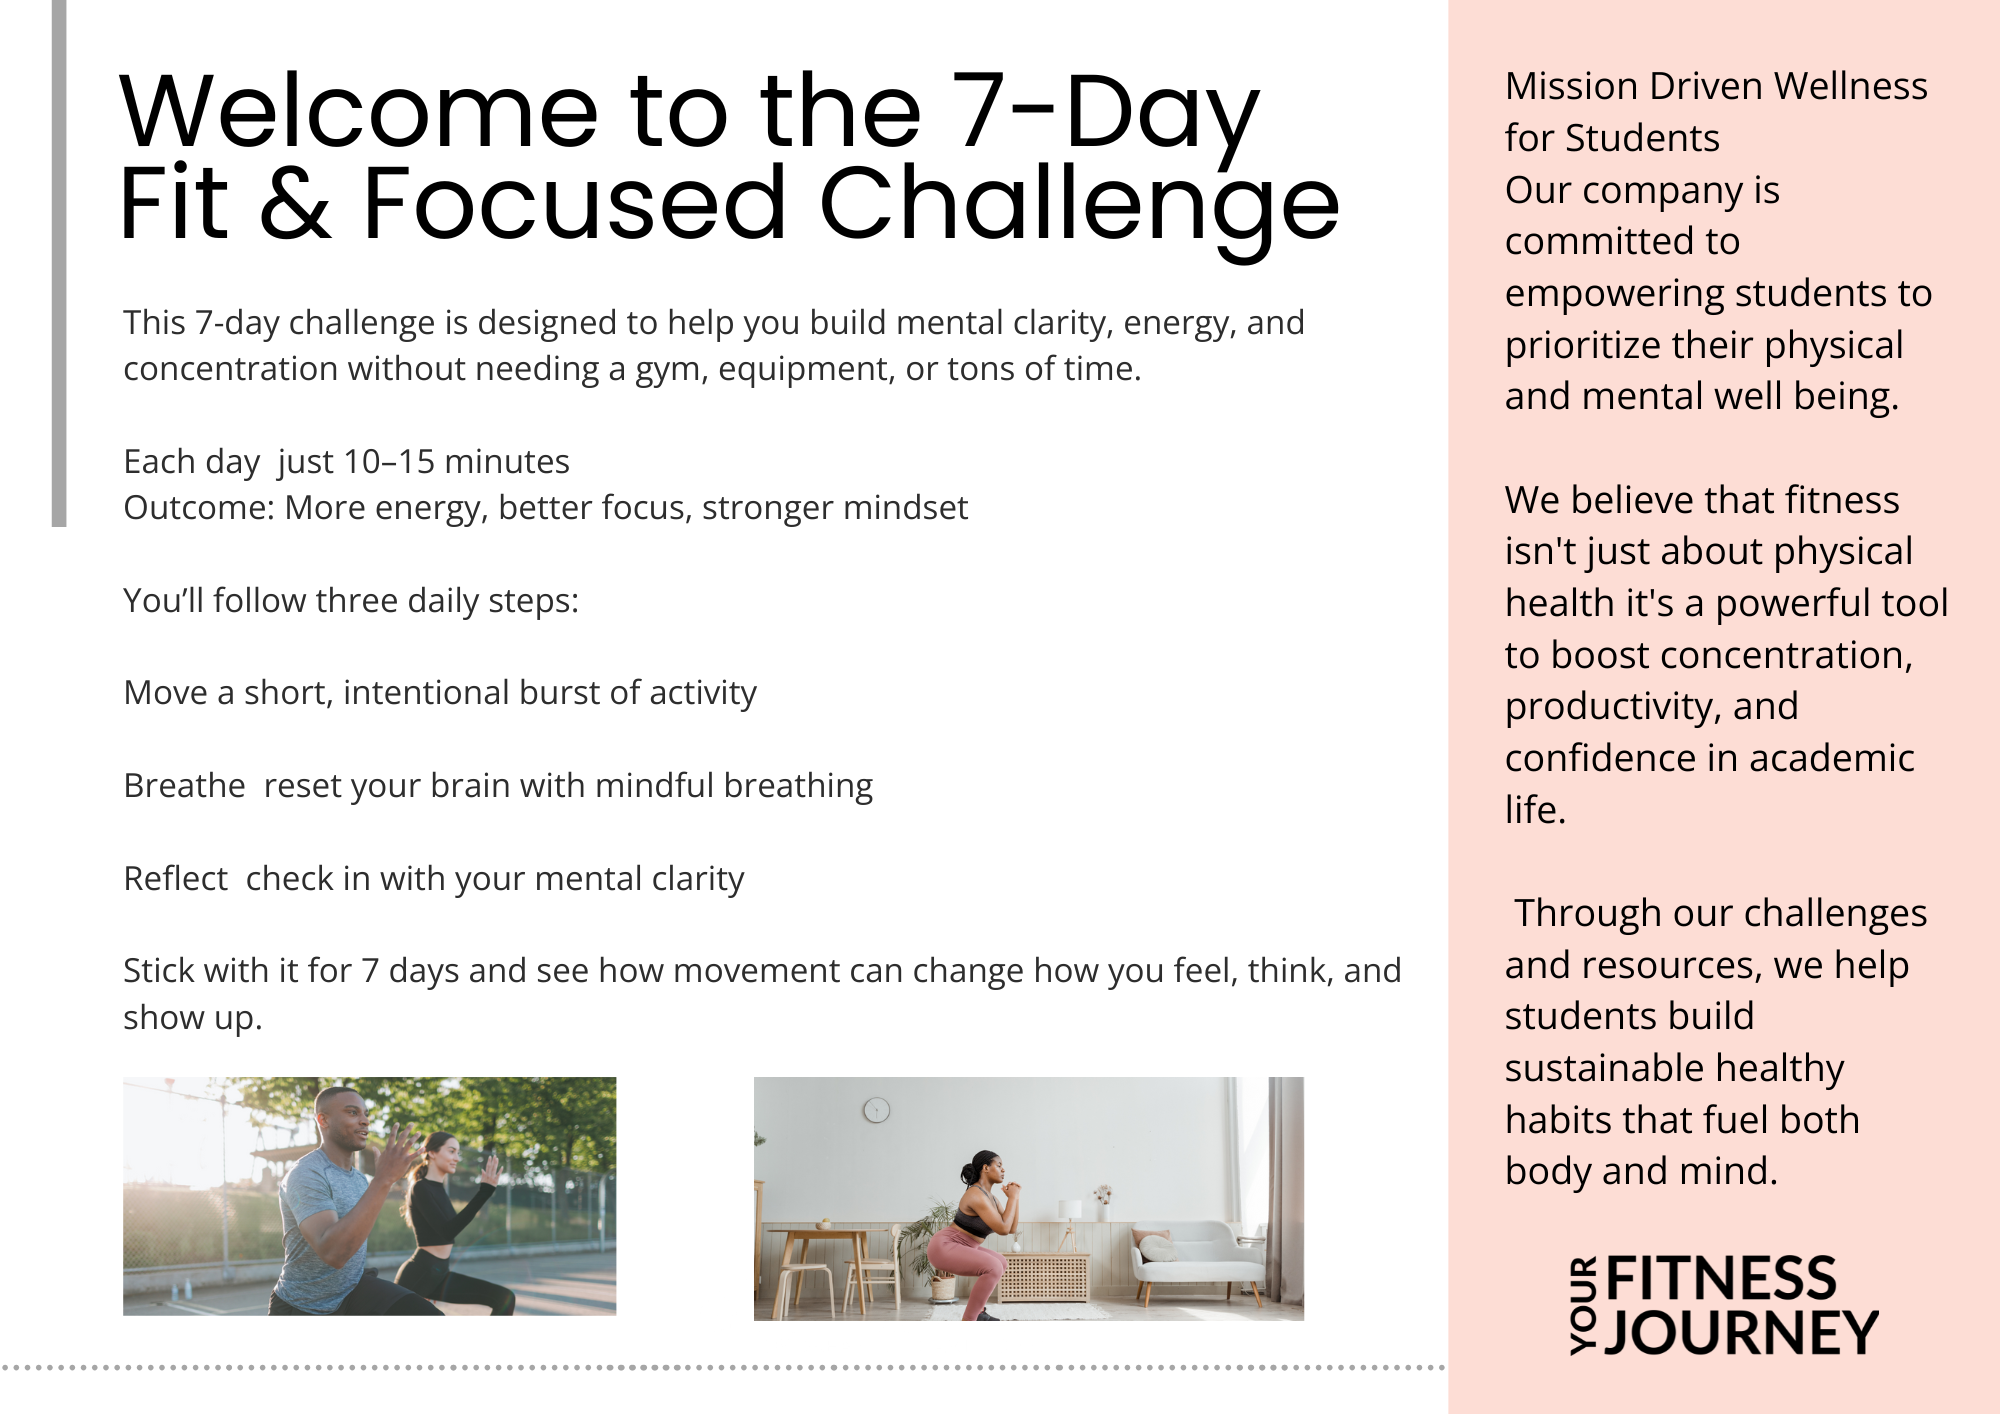 Welcome to the 7-Day
Fit & Focused Challenge
This 7-day challenge is designed to help you build mental clarity, energy, and
concentration without needing a gym, equipment, or tons of time.
Each day  just 10–15 minutes
Outcome: More energy, better focus, stronger mindset
You’ll follow three daily steps:
Move a short, intentional burst of activity
Breathe  reset your brain with mindful breathing
Reflect  check in with your mental clarity
Stick with it for 7 days and see how movement can change how you feel, think, and
show up.
Mission Driven Wellness
for Students
Our company is
committed to
empowering students to
prioritize their physical
and mental well being.
We believe that fitness
isn't just about physical
health it's a powerful tool
to boost concentration,
productivity, and
confidence in academic
life.
Through our challenges
and resources, we help
students build
sustainable healthy
habits that fuel both
body and mind.
YOUR
FITNESS
JOURNEY